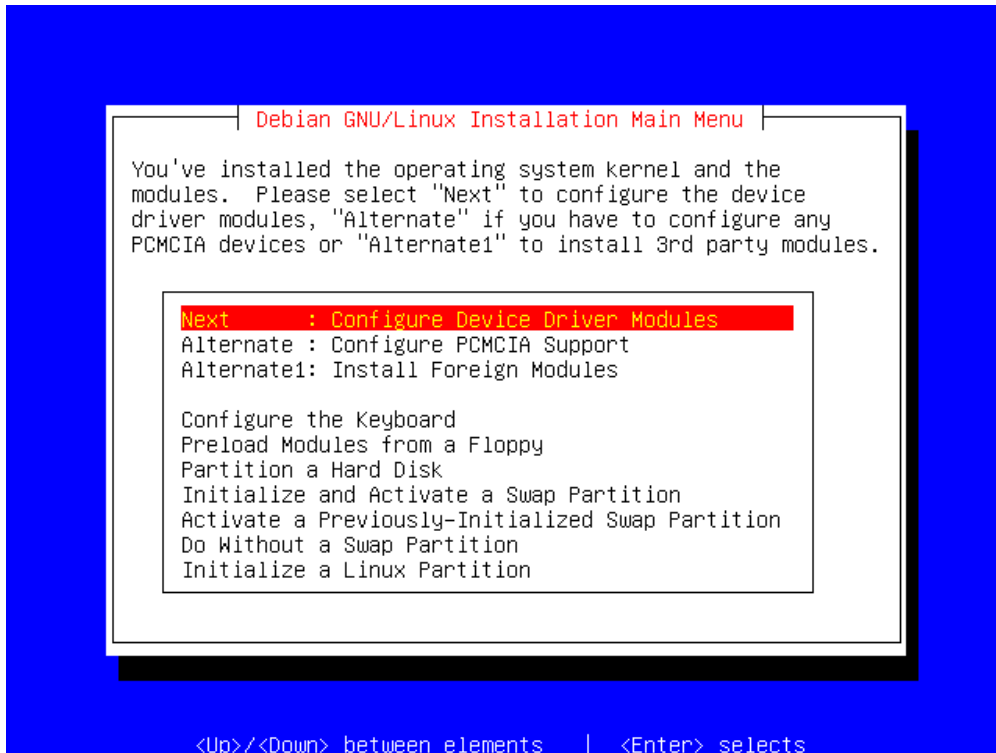 Debian GNU/Linux Installation Main Menu
You've installed the operating system kernel and the
modules.  Please select "Next" to configure the device
driver modules, "Alternate" if you have to configure any
PCMCIA devices or "Alternate1" to install 3rd party modules.
Next      : Configure Device Driver Modules
Alternate : Configure PCMCIA Support
Alternate1: Install Foreign Modules
Configure the Keyboard
Preload Modules from a Floppy
Partition a Hard Disk
Initialize and Activate a Swap Partition
Activate a Previously-Initialized Swap Partition
Do Without a Swap Partition
Initialize a Linux Partition
<Up>/<Down> between elements   |  <Enter> selects